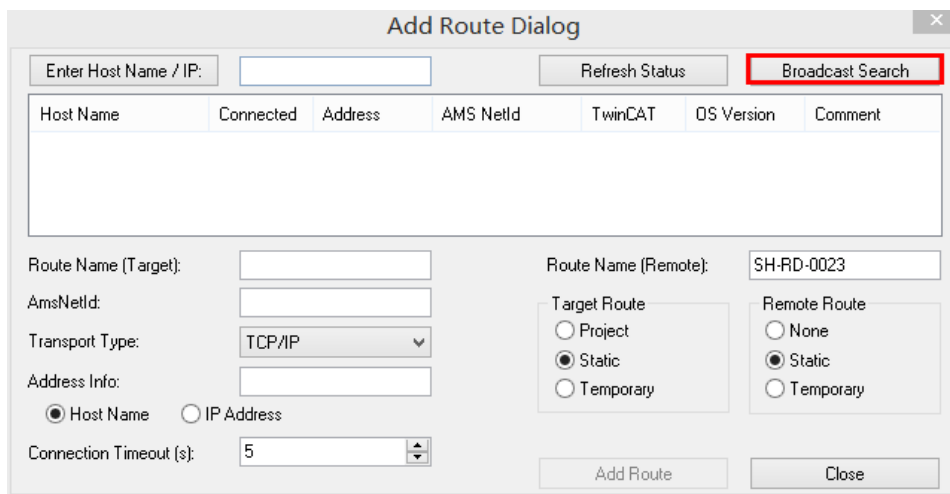 Add Route Dialog
Enter Host Name / IP: Refresh Status Broadcast Search
Host Name Connected Address AMS NetId TwinCAT OS Version Comment
Route Name (Target): Route Name (Remote): SH-RD-0023
AmsNetId: Target Route Remote Route
Project None
Transport Type: TCP/IP
Static Static
Address Info:
Temporary Temporary
Host Name IP Address
Connection Timeout (s): 5
Add Route Close